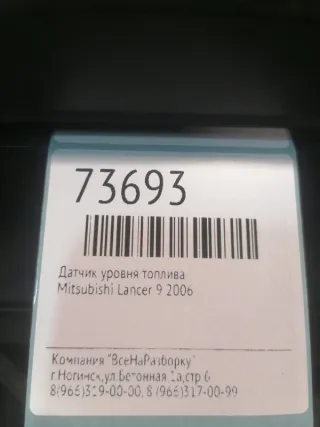 73693
Датчик уровня топлива
Mitsubishi Lancer 9 2006
Компания "ВсеНаРазборку"
г.Ногинск,ул.Бетонная 1а,стр 6
8(966)319-00-00, 8 (966)317-00-99